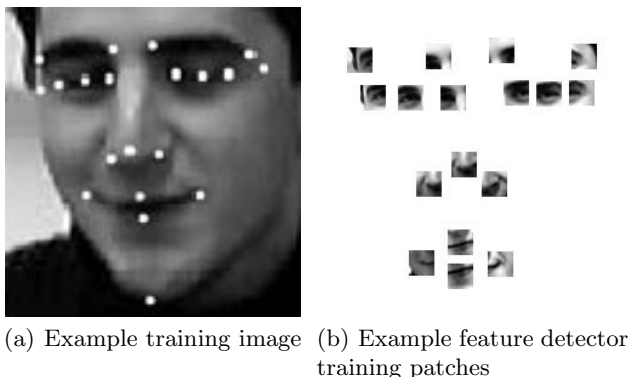 (a) Example training image
(b) Example feature detector
training patches